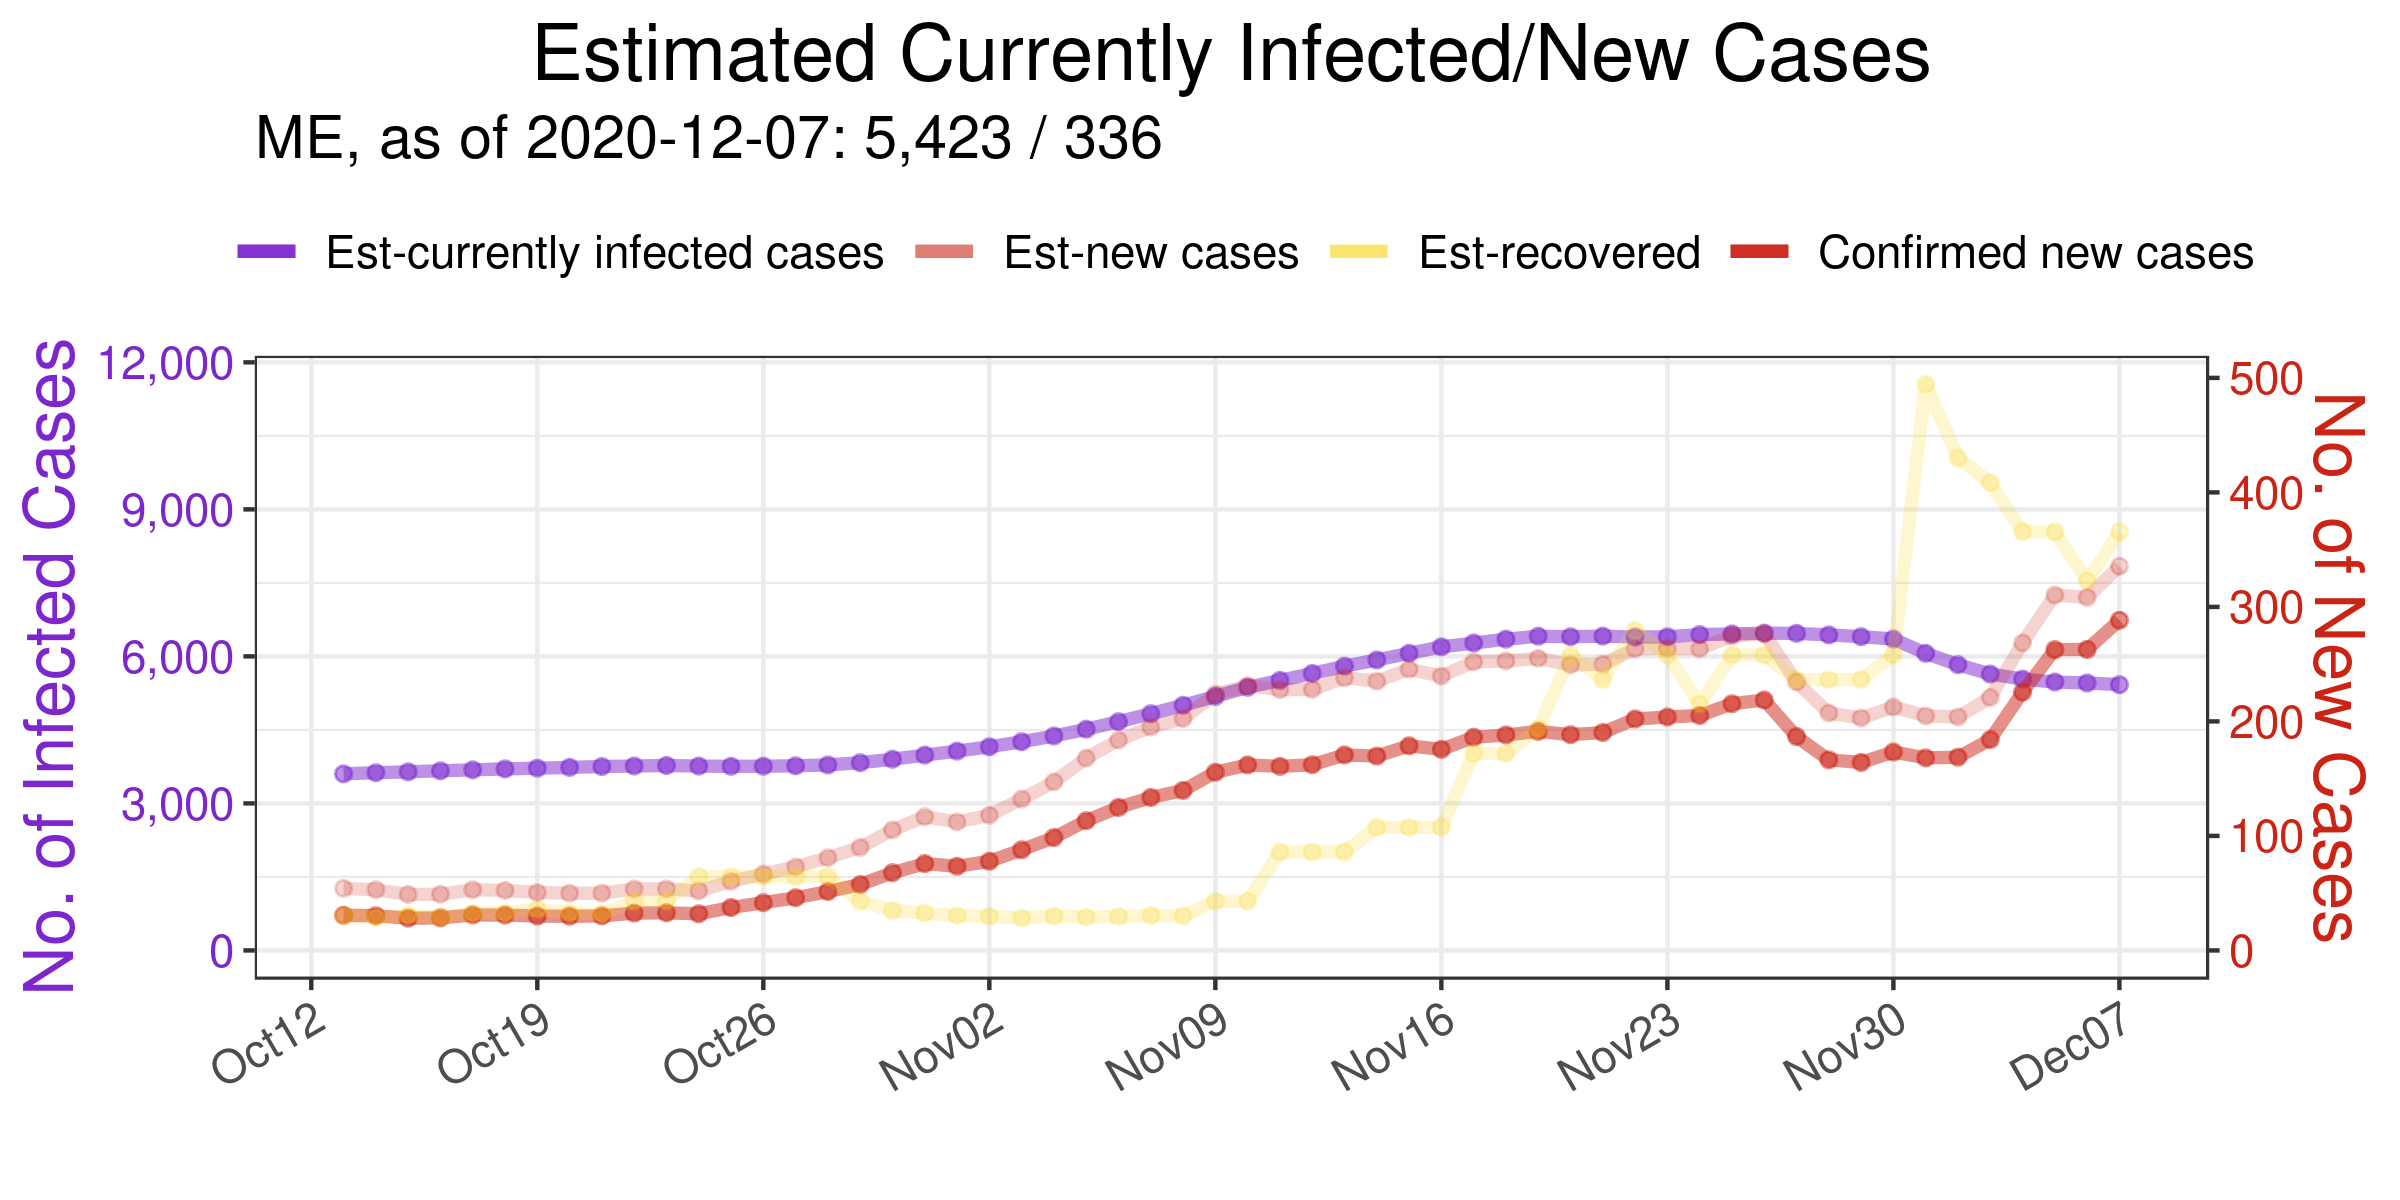 Estimated Currently Infected/New Cases
ME, as of 2020-12-07: 5,423 / 336
Est-currently infected cases Est-new cases Est-recovered Confirmed new cases
No. of Infected Cases
12,000
9,000
6,000
3,000
0
500
400
300
200
100
0
No. of New Cases
Oct12 Oct19 Oct26 Nov02 Nov09 Nov16 Nov23 Nov30 Dec07